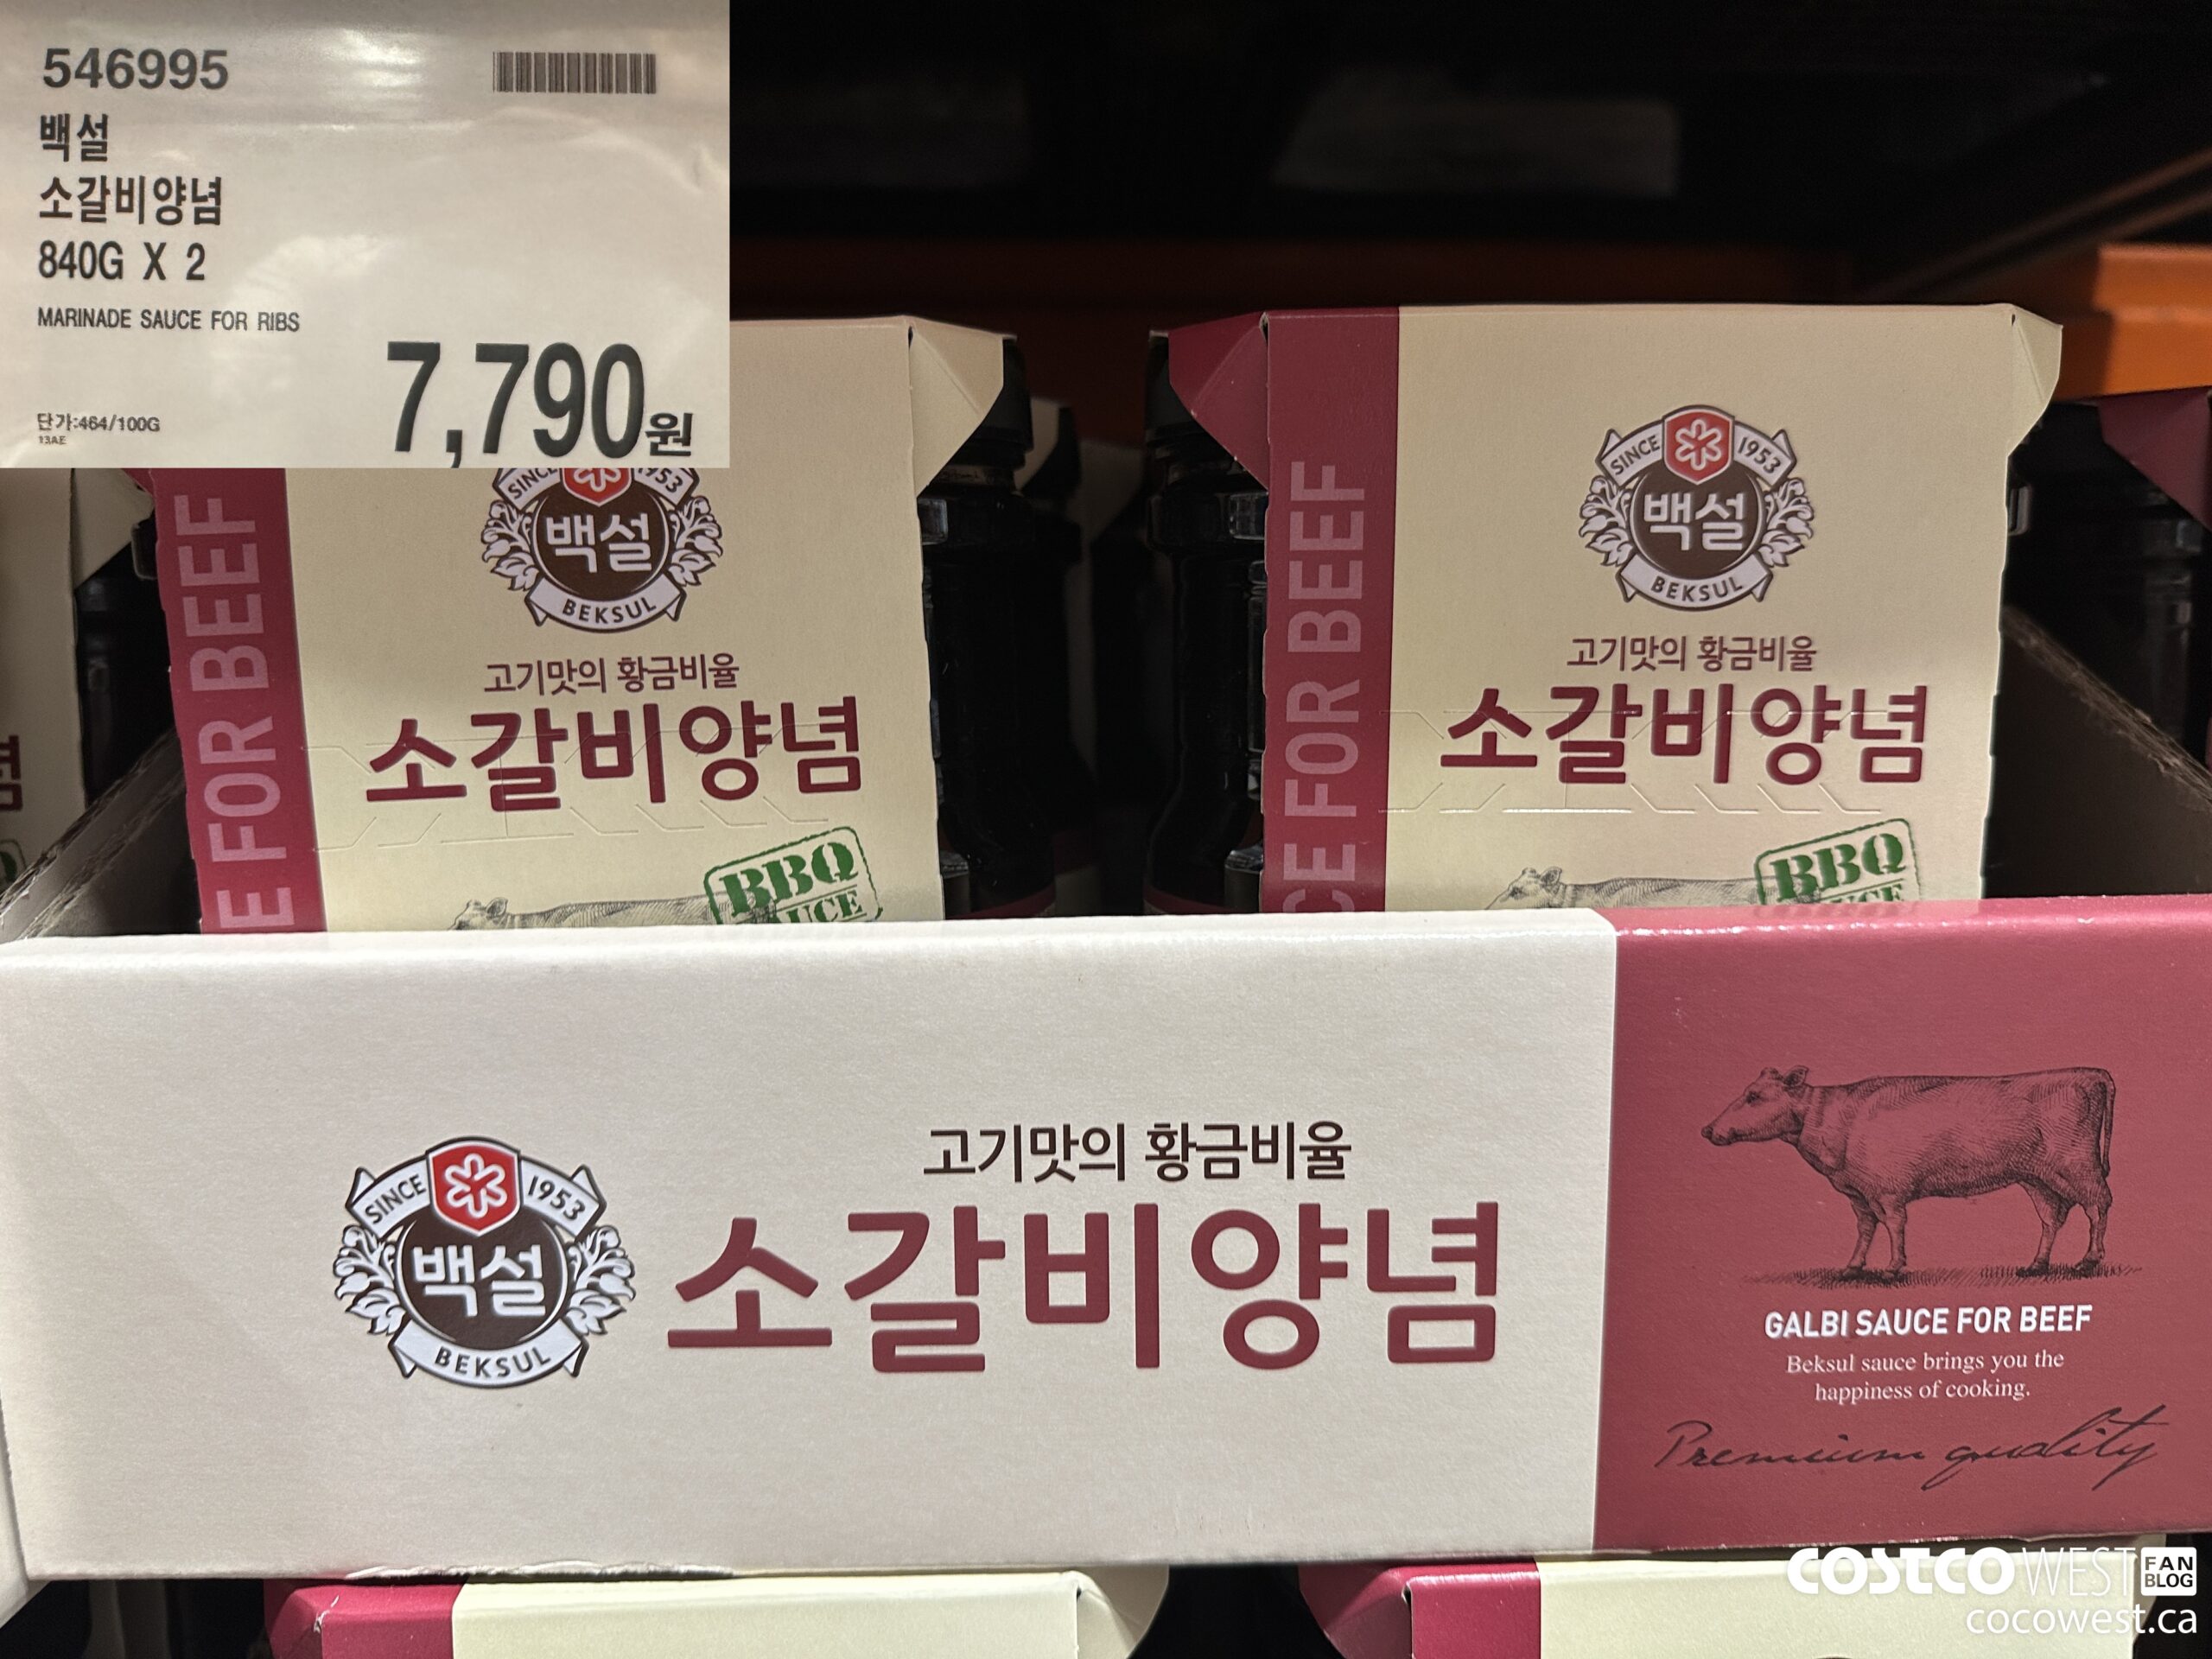 546995
백설
소갈비양념
840G X 2
MARINADE SAUCE FOR RIBS
7,790원
단가:464/100G
13AE
SINCE 1953
백설
BEKSUL
고기맛의 황금비율
소갈비양념
BBQ
FOR BEEF
SINCE 1953
백설
BEKSUL
고기맛의 황금비율
소갈비양념
BBQ
FOR BEEF
SINCE 1953
백설
BEKSUL
고기맛의 황금비율
소갈비양념
GALBI SAUCE FOR BEEF
Beksul sauce brings you the
happiness of cooking.
Premium quality
COSTCO WEST FAN BLOG
cocowest.ca